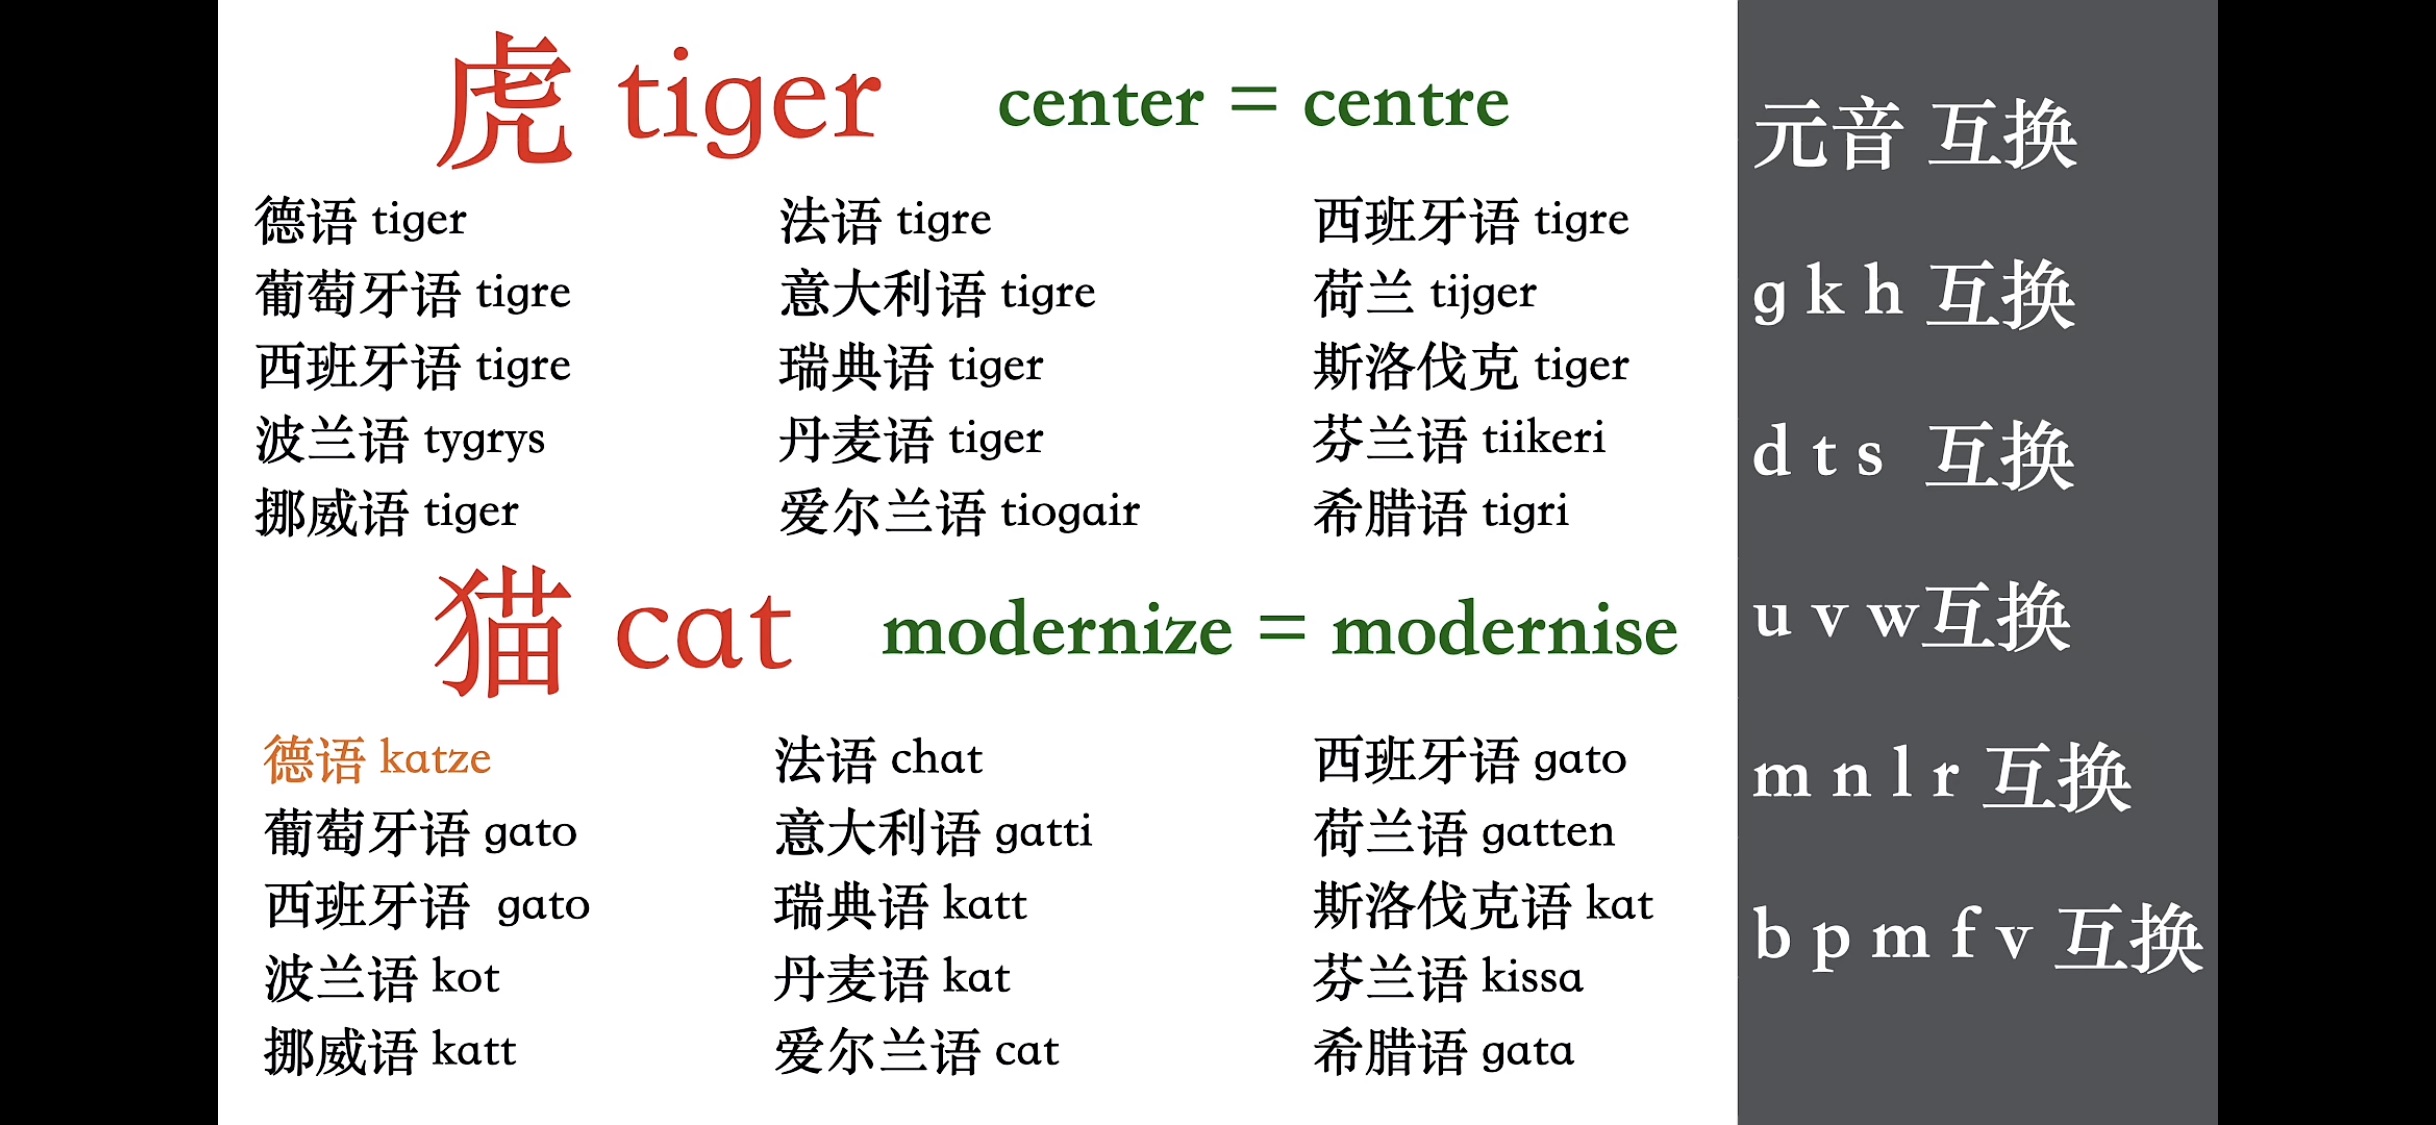 虎 tiger center = centre
德语 tiger 法语 tigre 西班牙语 tigre
葡萄牙语 tigre 意大利语 tigre 荷兰 tijger
西班牙语 tigre 瑞典语 tiger 斯洛伐克 tiger
波兰语 tygrys 丹麦语 tiger 芬兰语 tiikeri
挪威语 tiger 爱尔兰语 tiogair 希腊语 tigri
猫 cat modernize = modernise
德语 katze 法语 chat 西班牙语 gato
葡萄牙语 gato 意大利语 gatti 荷兰语 gatten
西班牙语 gato 瑞典语 katt 斯洛伐克语 kat
波兰语 kot 丹麦语 kat 芬兰语 kissa
挪威语 katt 爱尔兰语 cat 希腊语 gata
元音 互换
g k h 互换
d t s 互换
u v w互换
m n l r 互换
b p m f v 互换